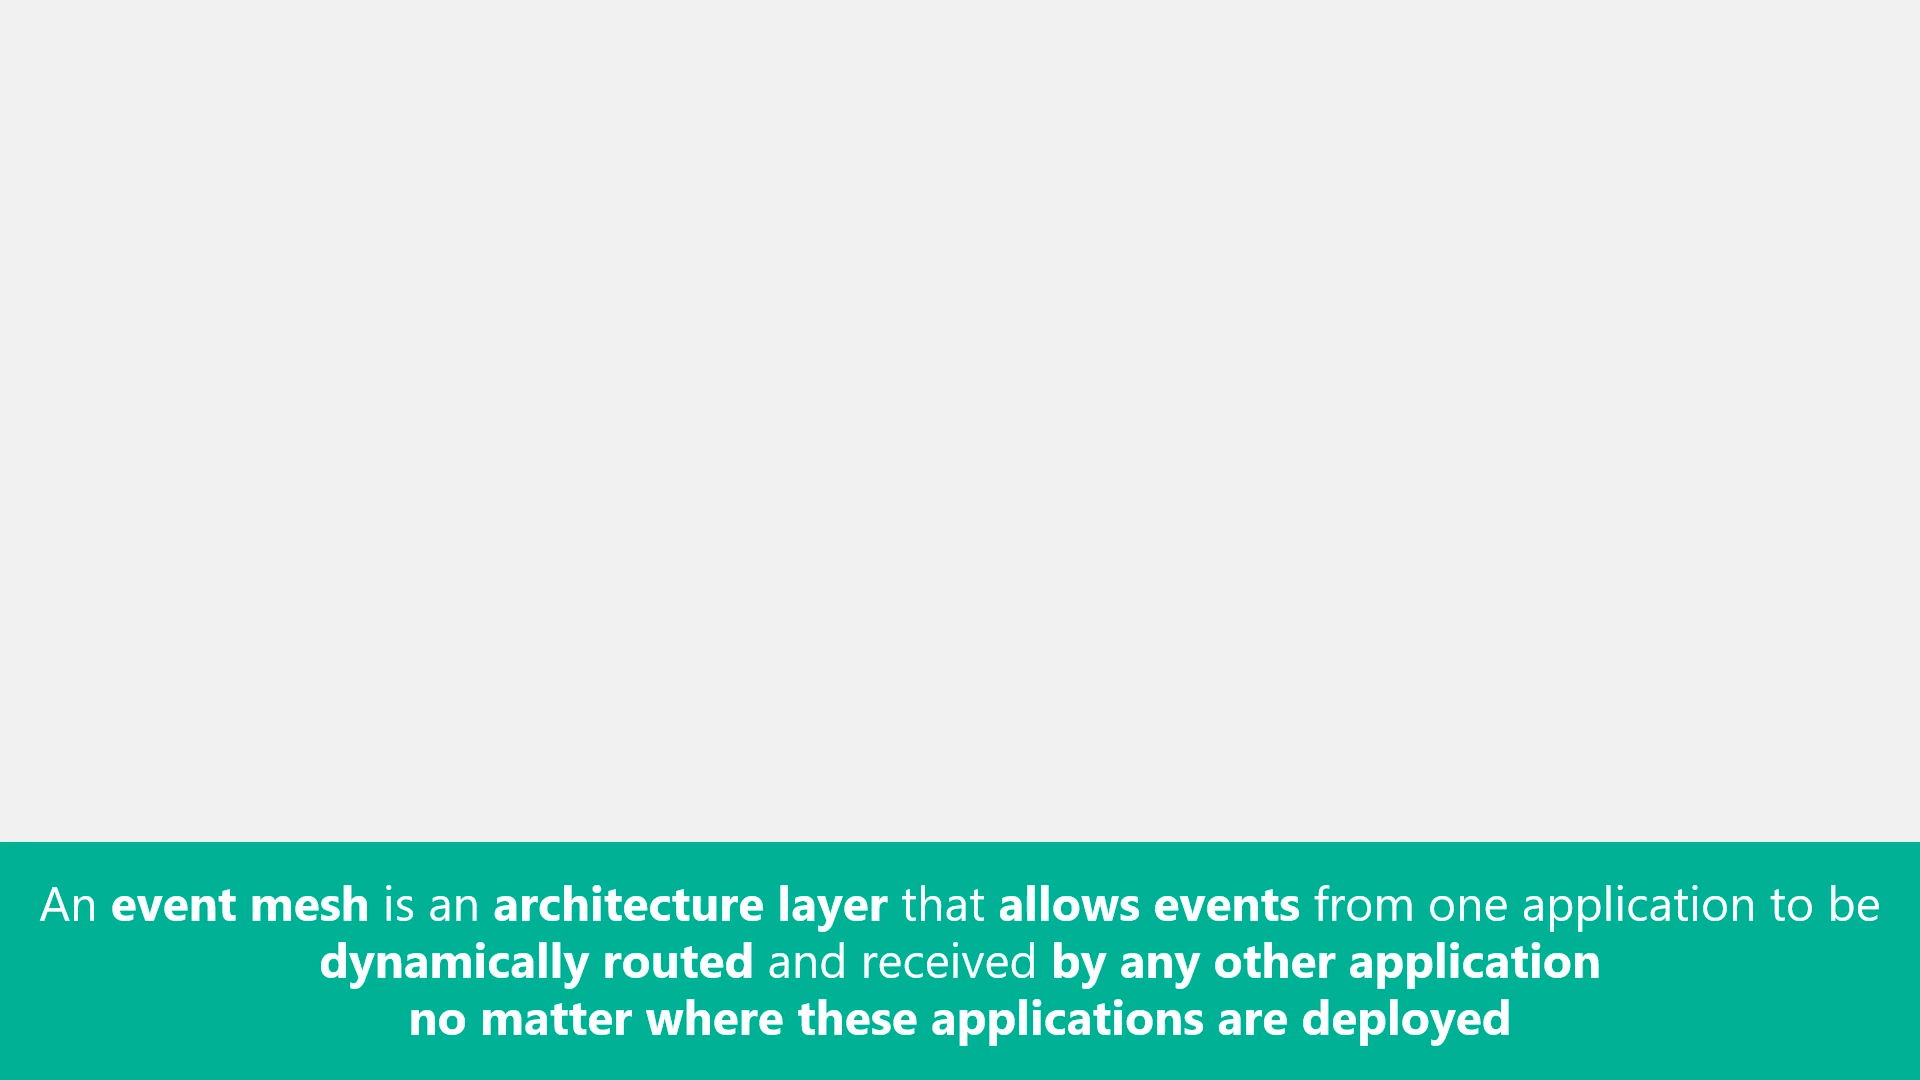 An event mesh is an architecture layer that allows events from one application to be
dynamically routed and received by any other application
no matter where these applications are deployed